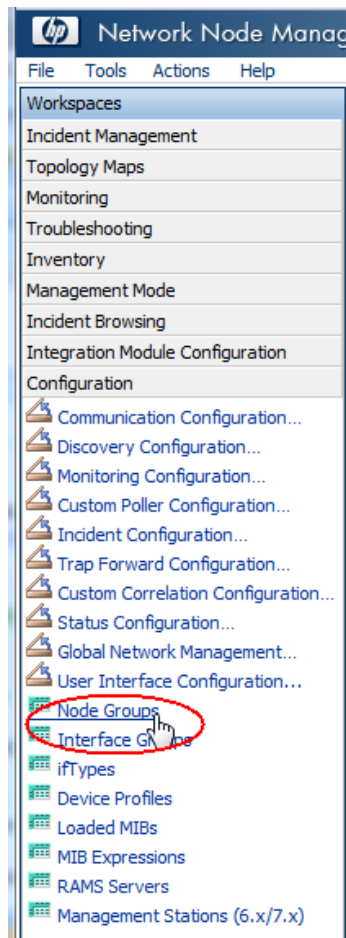 hp Network Node Manag
File Tools Actions Help
Workspaces
Incident Management
Topology Maps
Monitoring
Troubleshooting
Inventory
Management Mode
Incident Browsing
Integration Module Configuration
Configuration
Communication Configuration...
Discovery Configuration...
Monitoring Configuration...
Custom Poller Configuration...
Incident Configuration...
Trap Forward Configuration...
Custom Correlation Configuration...
Status Configuration...
Global Network Management...
User Interface Configuration...
Node Groups
Interface Groups
ifTypes
Device Profiles
Loaded MIBs
MIB Expressions
RAMS Servers
Management Stations (6.x/7.x)